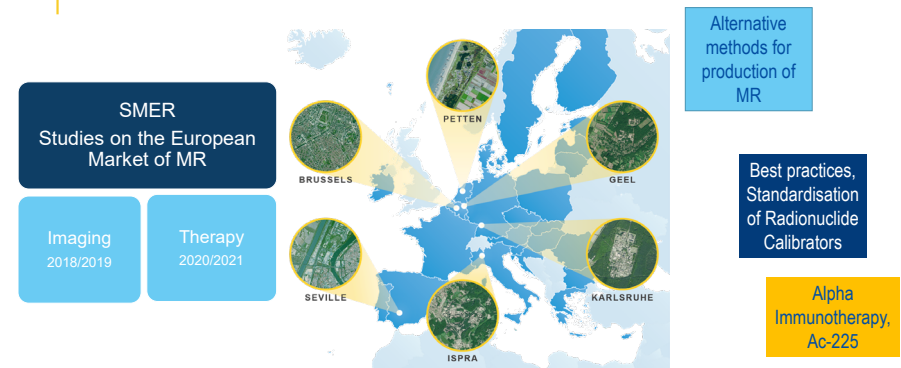 SMER
Studies on the European
Market of MR
Imaging
2018/2019
Therapy
2020/2021
PETTEN
BRUSSELS
GEEL
SEVILLE
KARLSRUHE
ISPRA
Alternative
methods for
production of
MR
Best practices,
Standardisation
of Radionuclide
Calibrators
Alpha
Immunotherapy,
Ac-225